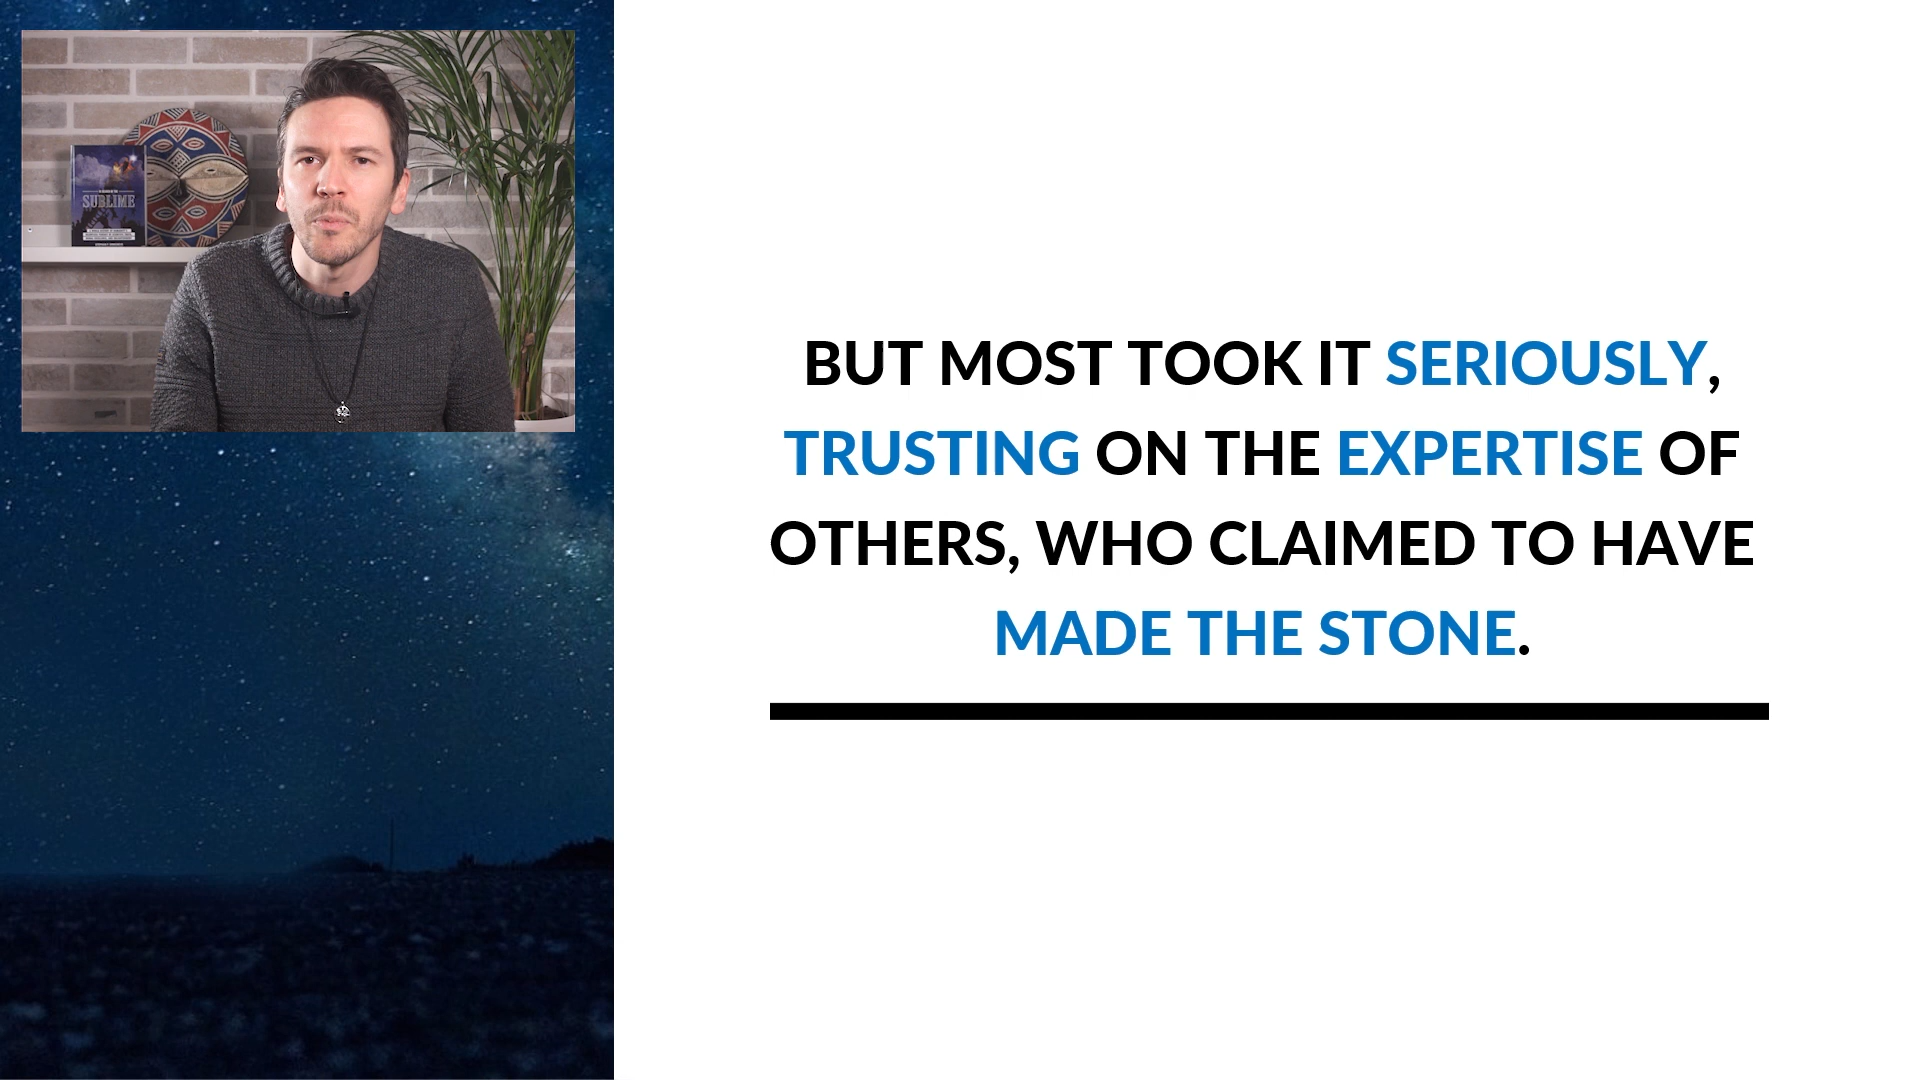 SUBLIME
BUT MOST TOOK IT SERIOUSLY,
TRUSTING ON THE EXPERTISE OF
OTHERS, WHO CLAIMED TO HAVE
MADE THE STONE.